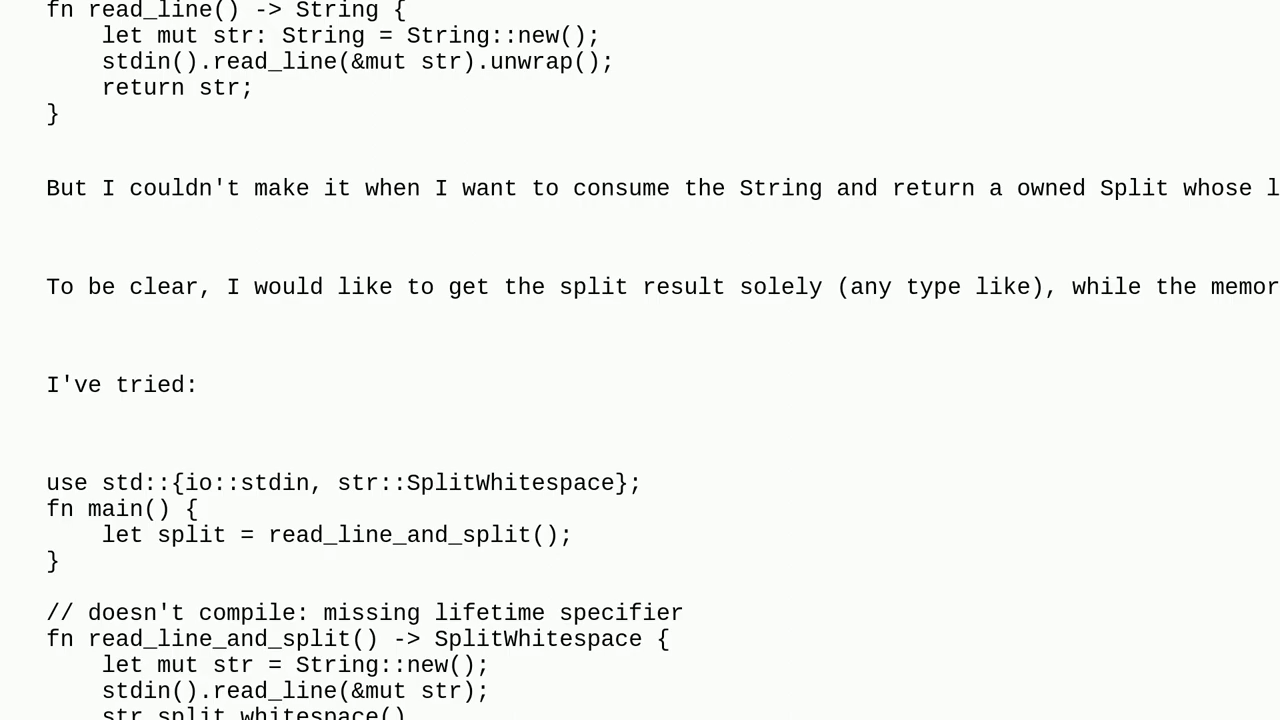 fn read_line() -> String {
    let mut str: String = String::new();
    stdin().read_line(&mut str).unwrap();
    return str;
}
But I couldn't make it when I want to consume the String and return a owned Split whose
To be clear, I would like to get the split result solely (any type like), while the
I've tried:
use std::{io::stdin, str::SplitWhitespace};
fn main() {
    let split = read_line_and_split();
}
// doesn't compile: missing lifetime specifier
fn read_line_and_split() -> SplitWhitespace {
    let mut str = String::new();
    stdin().read_line(&mut str);
    str.split_whitespace()